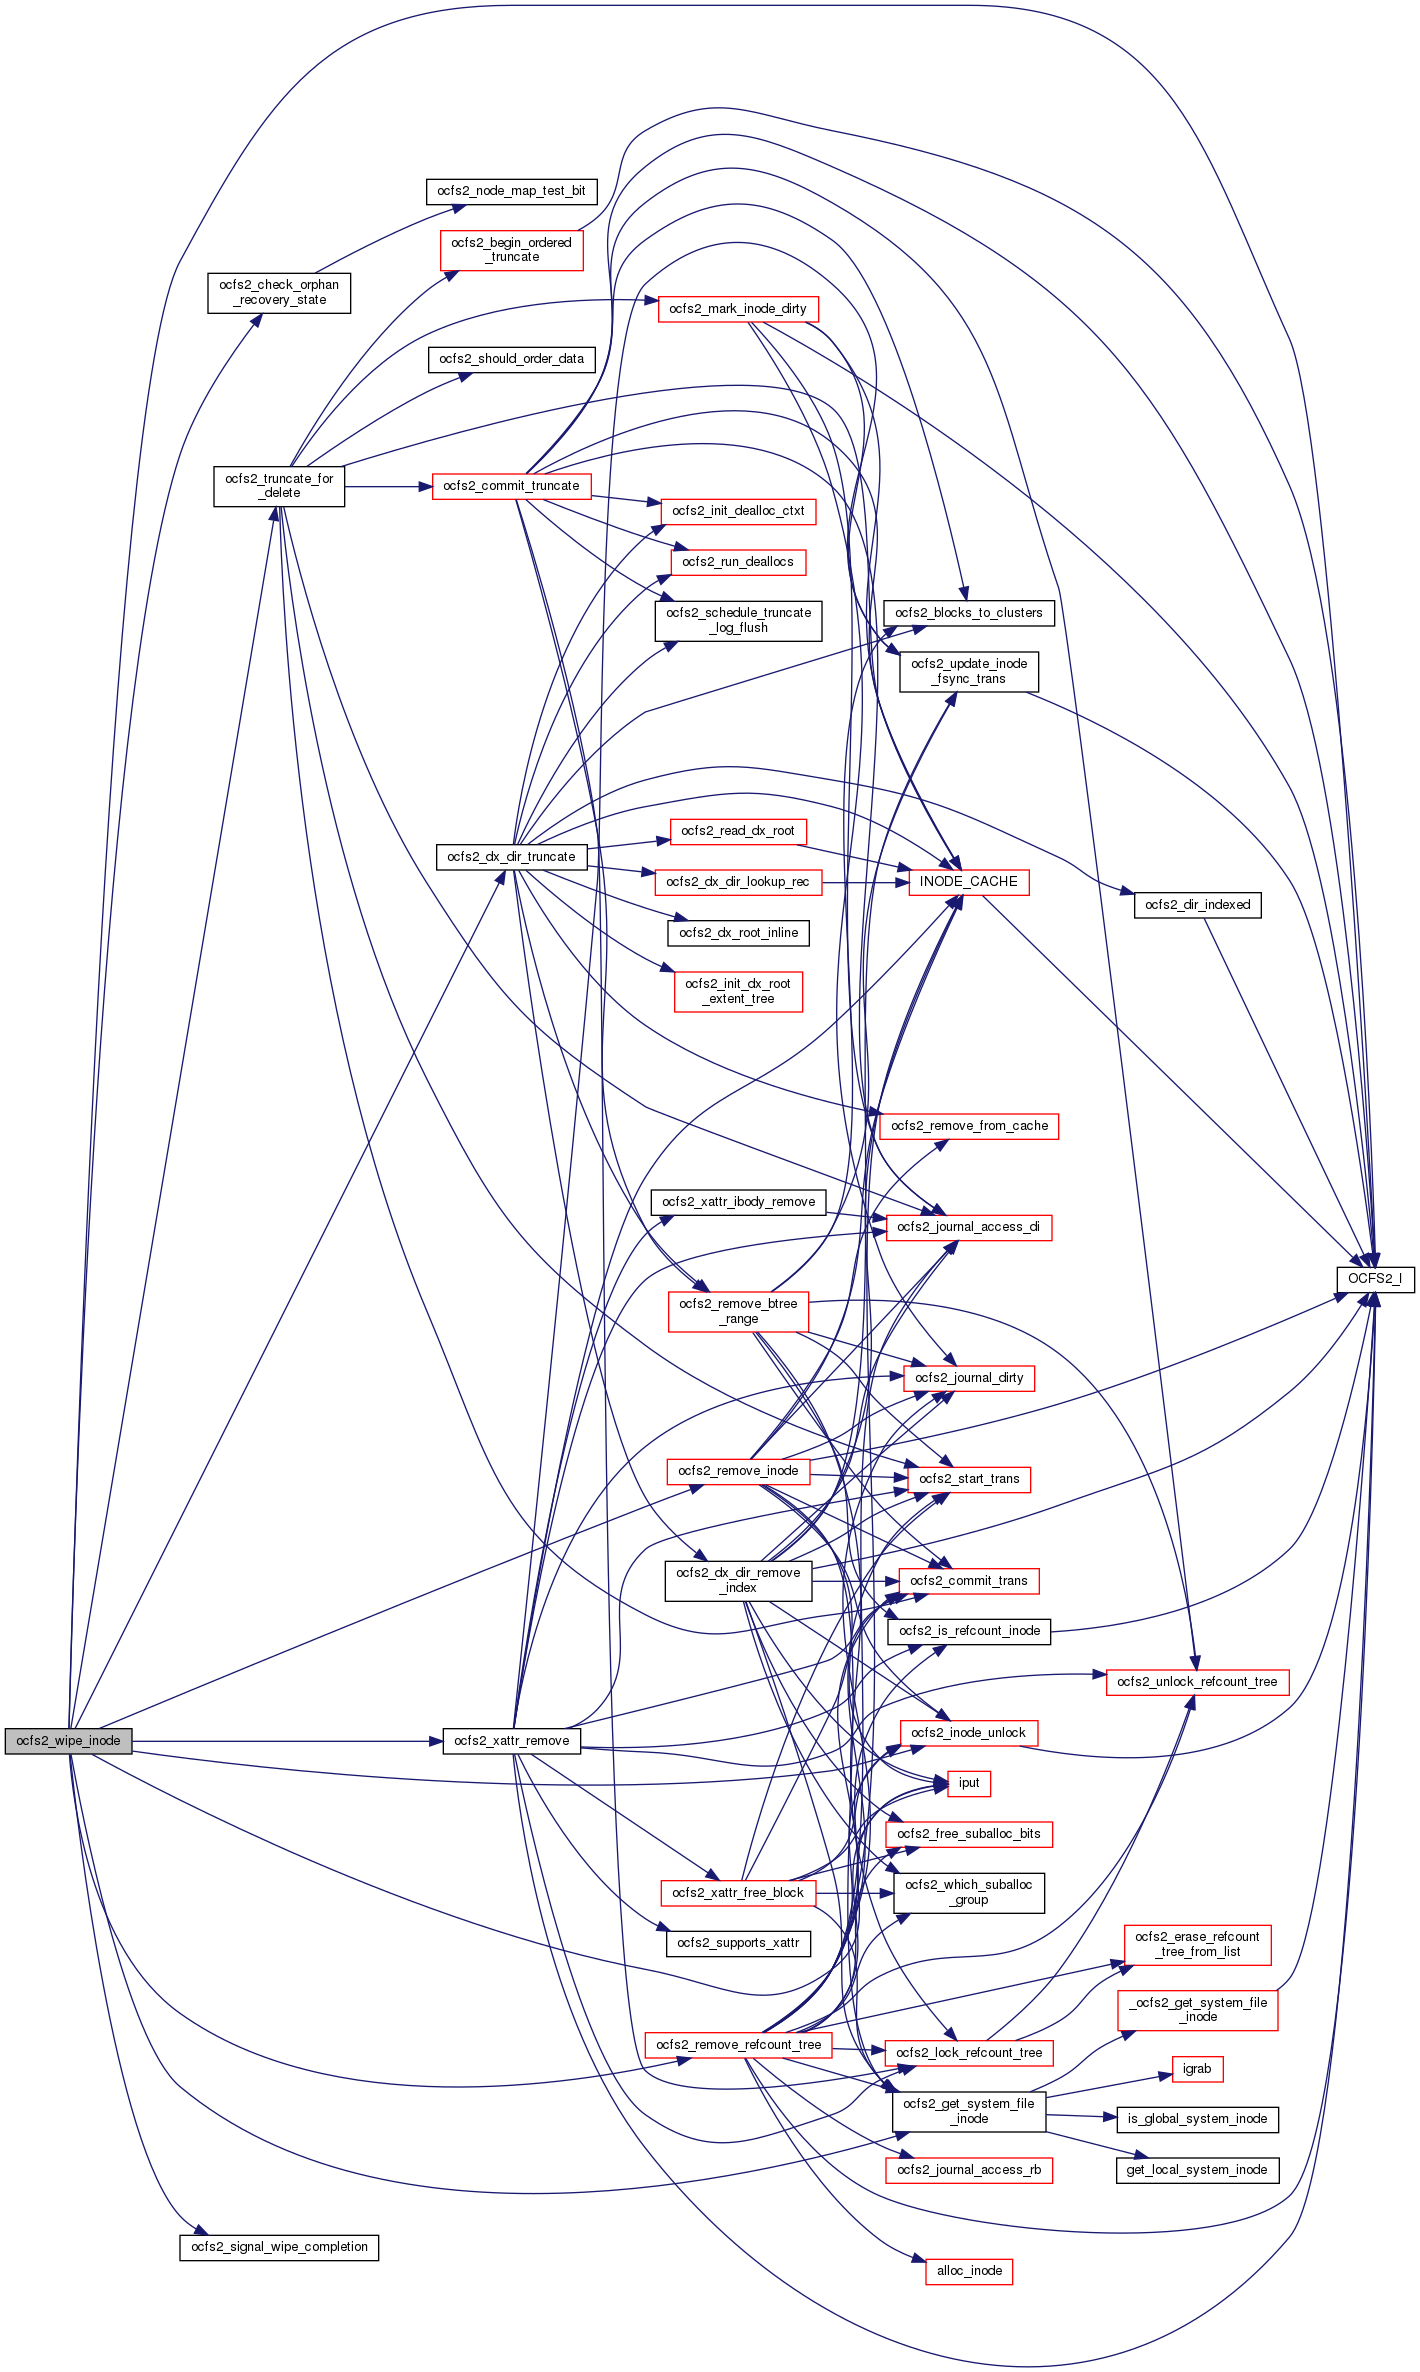 ocfs2_node_map_test_bit
ocfs2_begin_ordered
_truncate
ocfs2_check_orphan
_recovery_state
ocfs2_mark_inode_dirty
ocfs2_should_order_data
ocfs2_truncate_for
_delete
ocfs2_commit_truncate
ocfs2_init_dealloc_ctxt
ocfs2_run_deallocs
ocfs2_schedule_truncate
_log_flush
ocfs2_blocks_to_clusters
ocfs2_update_inode
_fsync_trans
ocfs2_read_dx_root
ocfs2_dx_dir_truncate
ocfs2_dx_dir_lookup_rec
INODE_CACHE
ocfs2_dir_indexed
ocfs2_dx_root_inline
ocfs2_init_dx_root
_extent_tree
ocfs2_remove_from_cache
ocfs2_xattr_ibody_remove
ocfs2_journal_access_di
OCFS2_I
ocfs2_remove_btree
_range
ocfs2_journal_dirty
ocfs2_remove_inode
ocfs2_start_trans
ocfs2_dx_dir_remove
_index
ocfs2_commit_trans
ocfs2_is_refcount_inode
ocfs2_unlock_refcount_tree
ocfs2_wipe_inode
ocfs2_xattr_remove
ocfs2_inode_unlock
iput
ocfs2_free_suballoc_bits
ocfs2_xattr_free_block
ocfs2_which_suballoc
_group
ocfs2_supports_xattr
ocfs2_erase_refcount
_tree_from_list
_ocfs2_get_system_file
_inode
ocfs2_remove_refcount_tree
ocfs2_lock_refcount_tree
igrab
ocfs2_get_system_file
_inode
is_global_system_inode
ocfs2_journal_access_rb
get_local_system_inode
ocfs2_signal_wipe_completion
alloc_inode